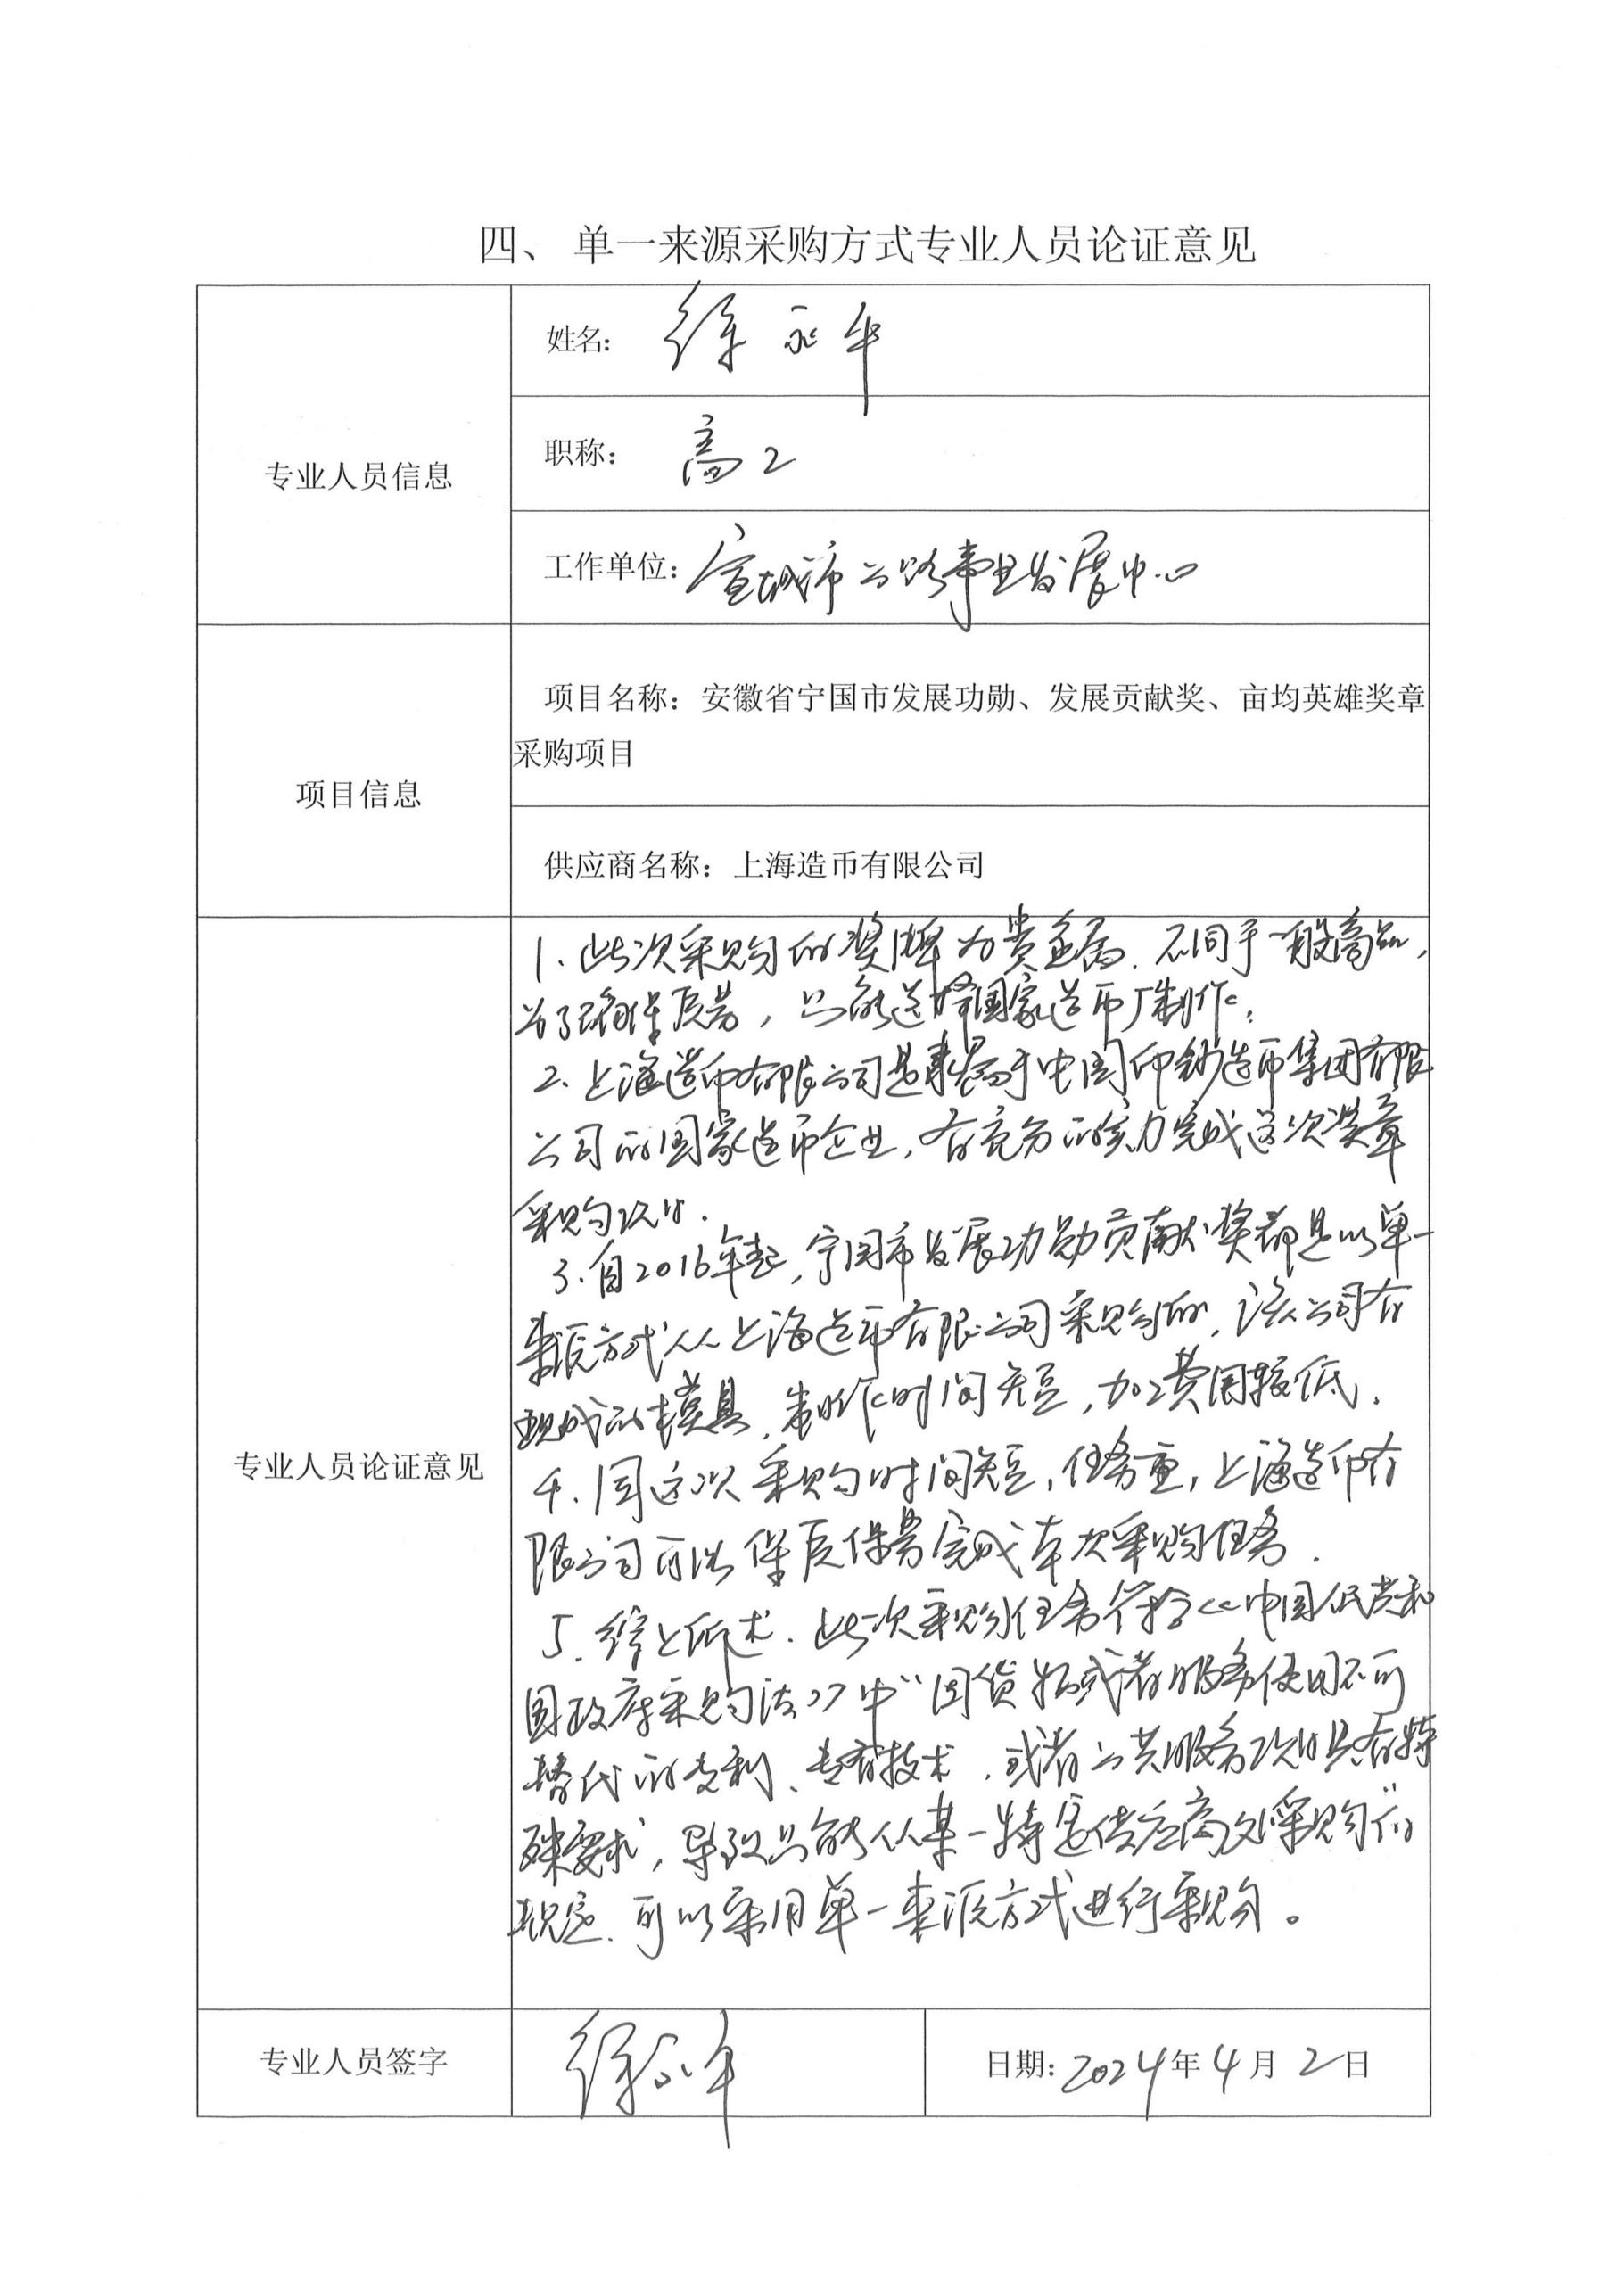 四、 单一来源采购方式专业人员论证意见
专业人员信息
姓名： 徐永华
职称： 高工
工作单位：宣城市公路事业发展中心
项目信息
项目名称：安徽省宁国市发展功勋、发展贡献奖、亩均英雄奖章
采购项目
供应商名称：上海造币有限公司
专业人员论证意见
1、此次采购的奖牌为贵金属，不同于一般商品，
为了确保质量，只能选择国家造币厂制作；
2、上海造币有限公司是隶属于中国印钞造币集团有限
公司的国家造币企业，有充分的实力完成这次奖章
采购项目.
3、自2016年起，宁国市发展功勋贡献奖都是以单一
来源方式从上海造币有限公司采购的，该公司有
现成的模具，制作时间短，加工费用较低.
4、因这次采购时间短，任务重，上海造币有
限公司可以保质保量完成本次采购任务.
5、综上所述，此次采购任务符合<<中国人民共和
国政府采购法>>中“因货物或者服务使用不可
替代的专利、专有技术，或者公共服务项目具有特
殊要求，导致只能从某一特定供应商处采购”的
规定，可以采用单一来源方式进行采购。
专业人员签字
日期：2024年4月2日